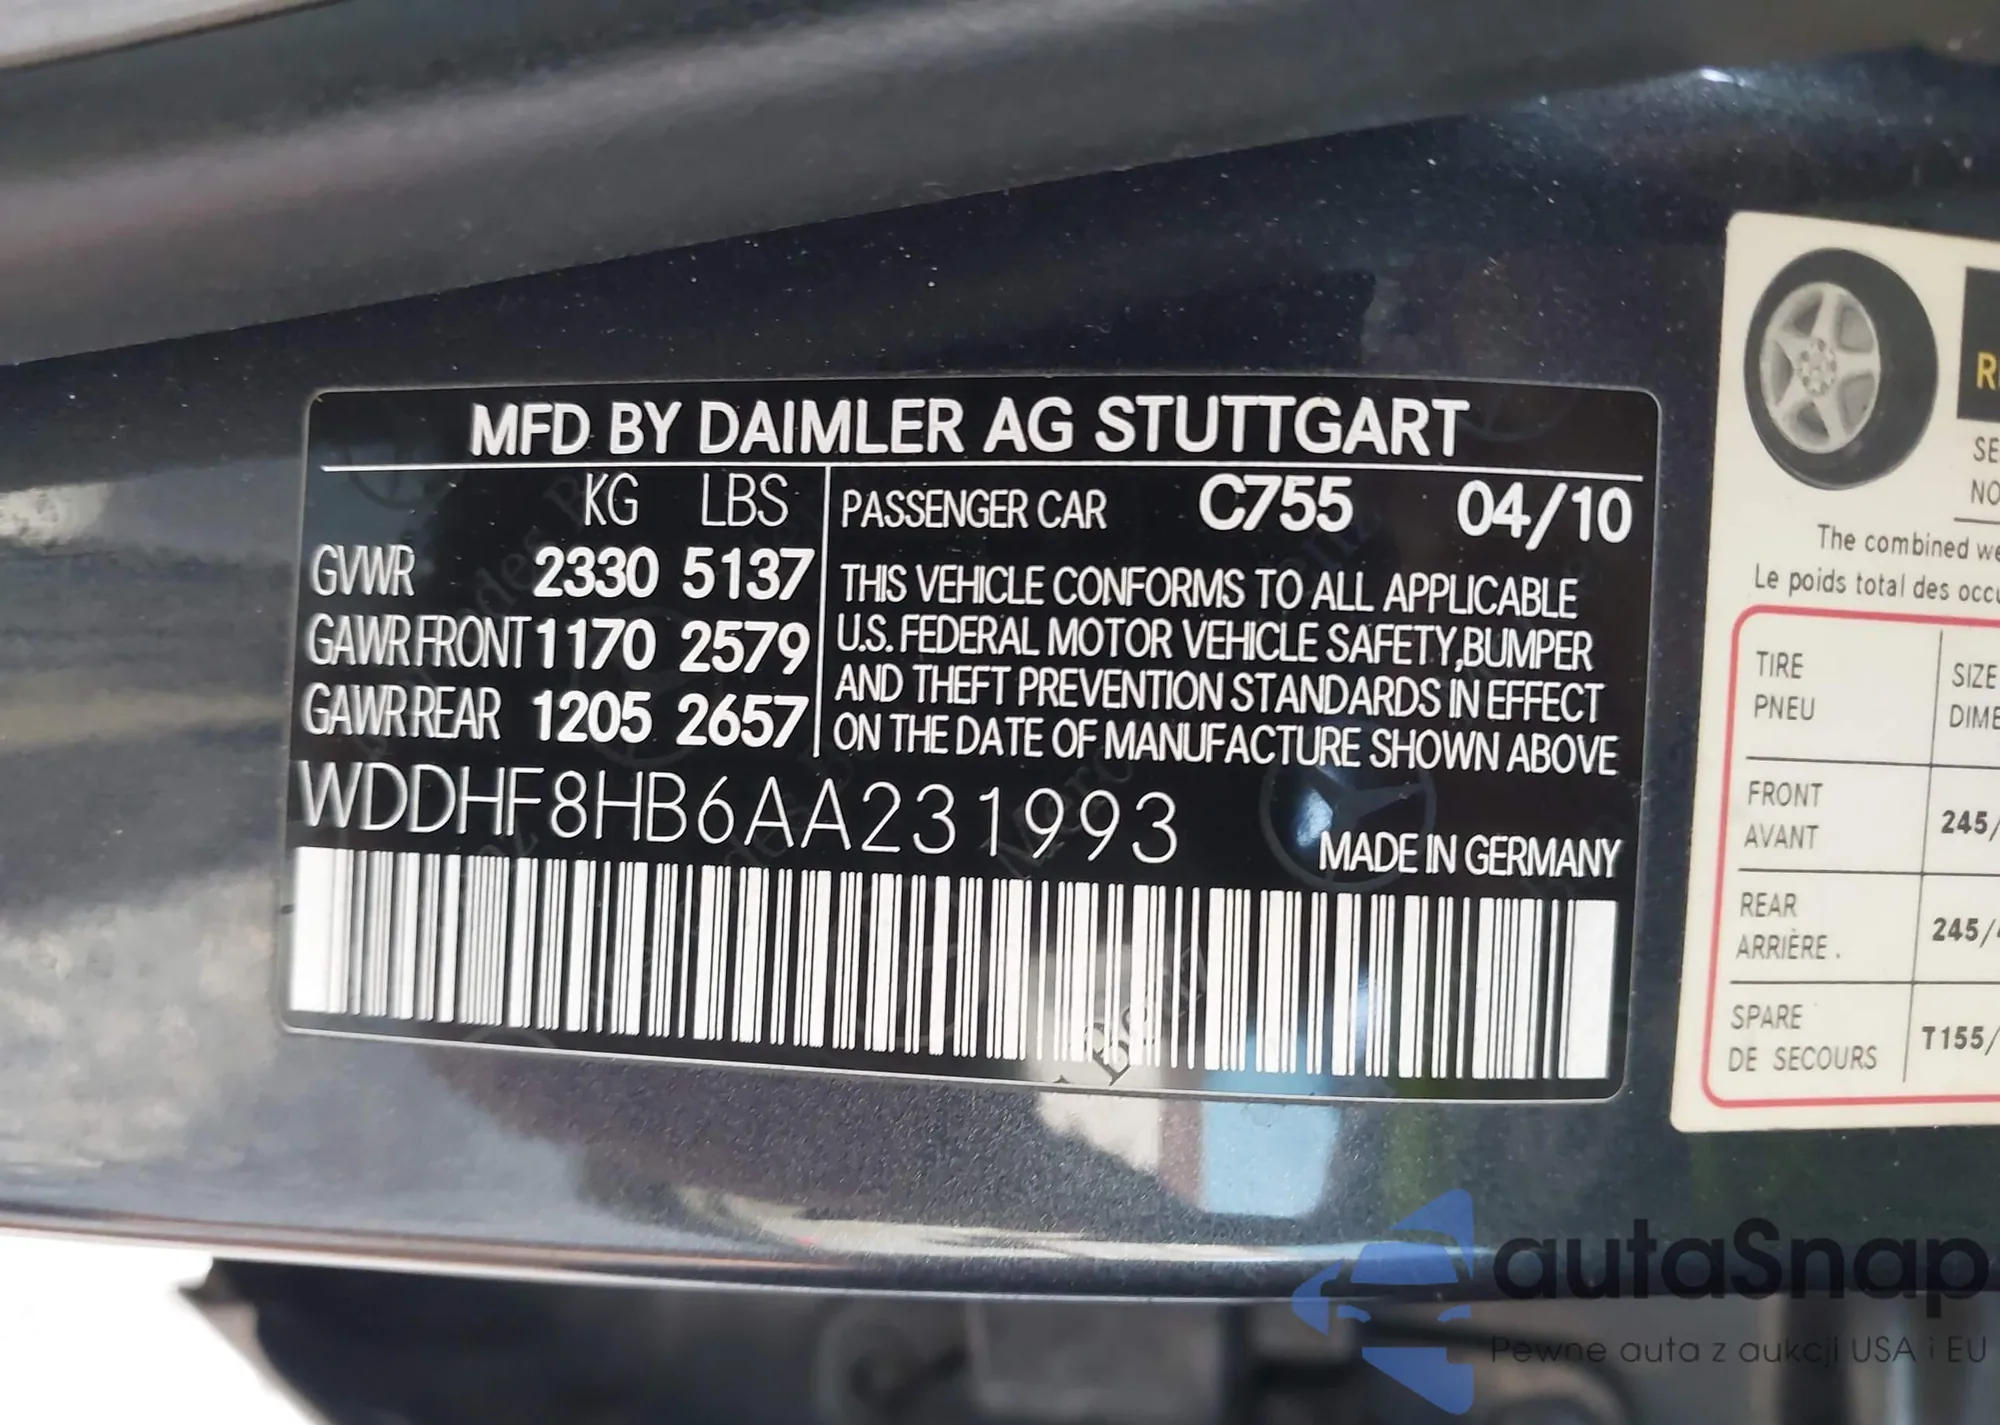 MFD BY DAIMLER AG STUTTGART
KG LBS
GVWR 2330 5137
GAWR FRONT 1170 2579
GAWR REAR 1205 2657
PASSENGER CAR C755 04/10
THIS VEHICLE CONFORMS TO ALL APPLICABLE
U.S. FEDERAL MOTOR VEHICLE SAFETY,BUMPER
AND THEFT PREVENTION STANDARDS IN EFFECT
ON THE DATE OF MANUFACTURE SHOWN ABOVE
WDDHF8HB6AA231993
MADE IN GERMANY
The combined
Le poids total des
TIRE
PNEU
SIZE
FRONT
AVANT
245/
REAR
ARRIÈRE.
245/
SPARE
DE SECOURS
T155/
autaSnap
Pewne auta z aukcji USA i EU